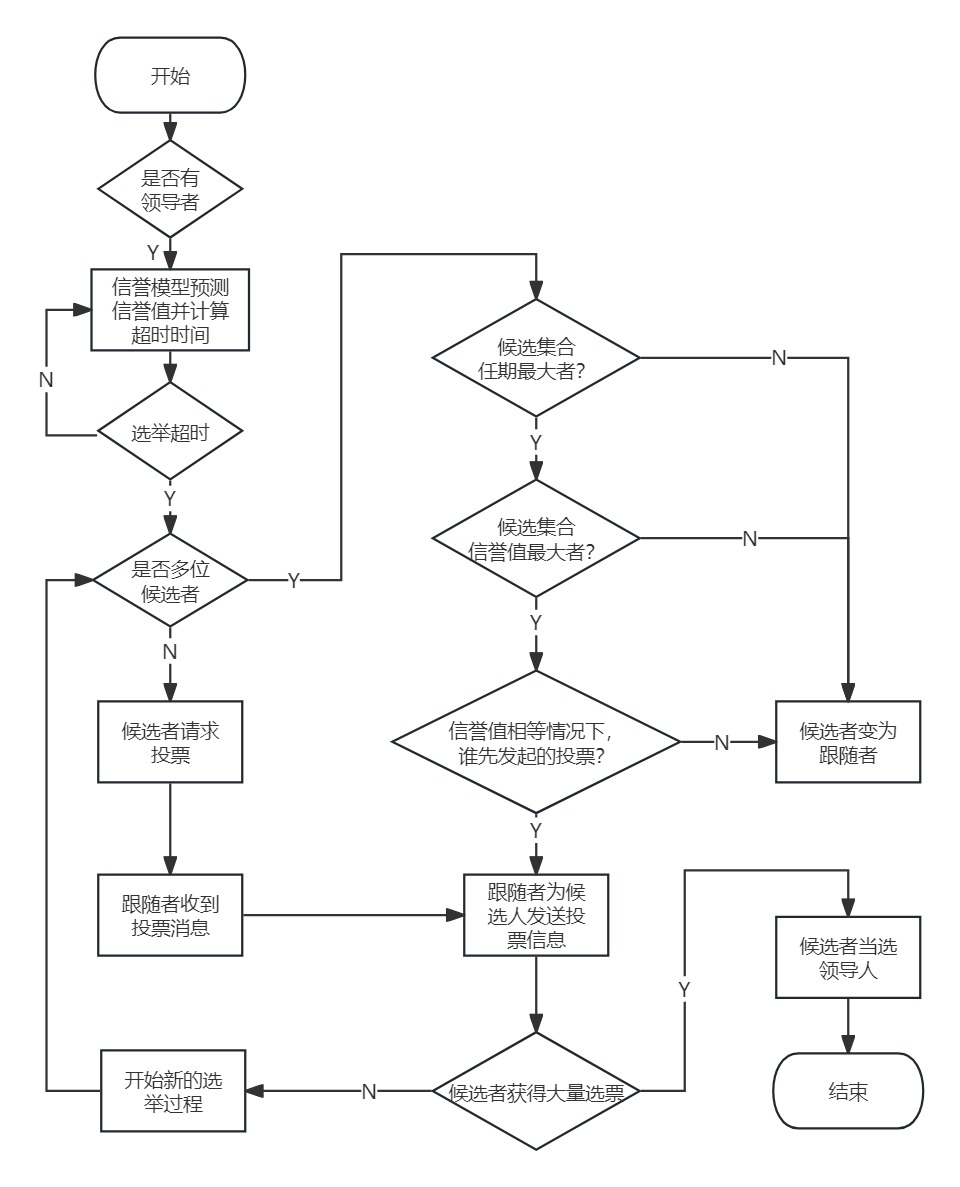 开始
是否有
领导者
Y
信誉模型预测
信誉值并计算
超时时间
N
选举超时
Y
是否多位
候选者
Y
N
候选者请求
投票
跟随者收到
投票消息
开始新的选
举过程
候选集合
任期最大者?
N
Y
候选集合
信誉值最大者?
N
Y
信誉值相等情况下,
谁先发起的投票?
N
Y
候选者变为
跟随者
跟随者为候
选人发送投
票信息
候选者获得大量选票
N
Y
候选者当选
领导人
结束